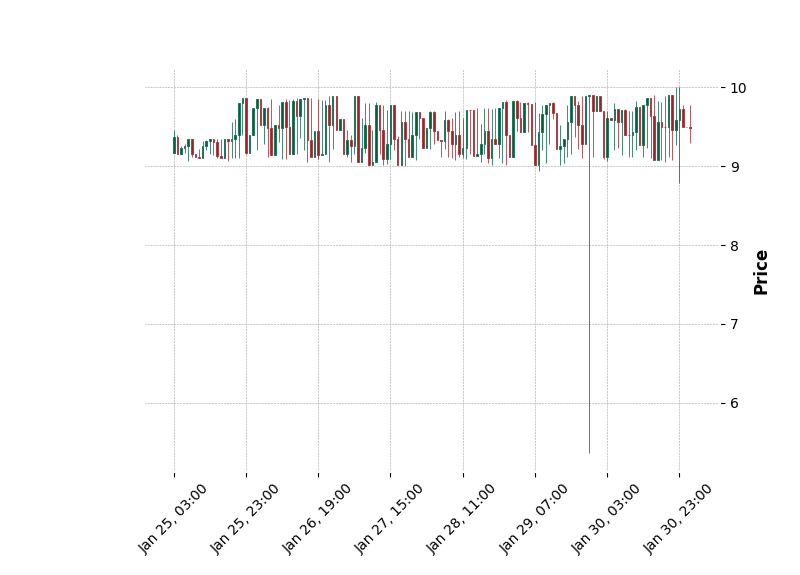 10
9
8
7
6
Price
Jan 25, 03:00
Jan 25, 23:00
Jan 26, 19:00
Jan 27, 15:00
Jan 28, 11:00
Jan 29, 07:00
Jan 30, 03:00
Jan 30, 23:00